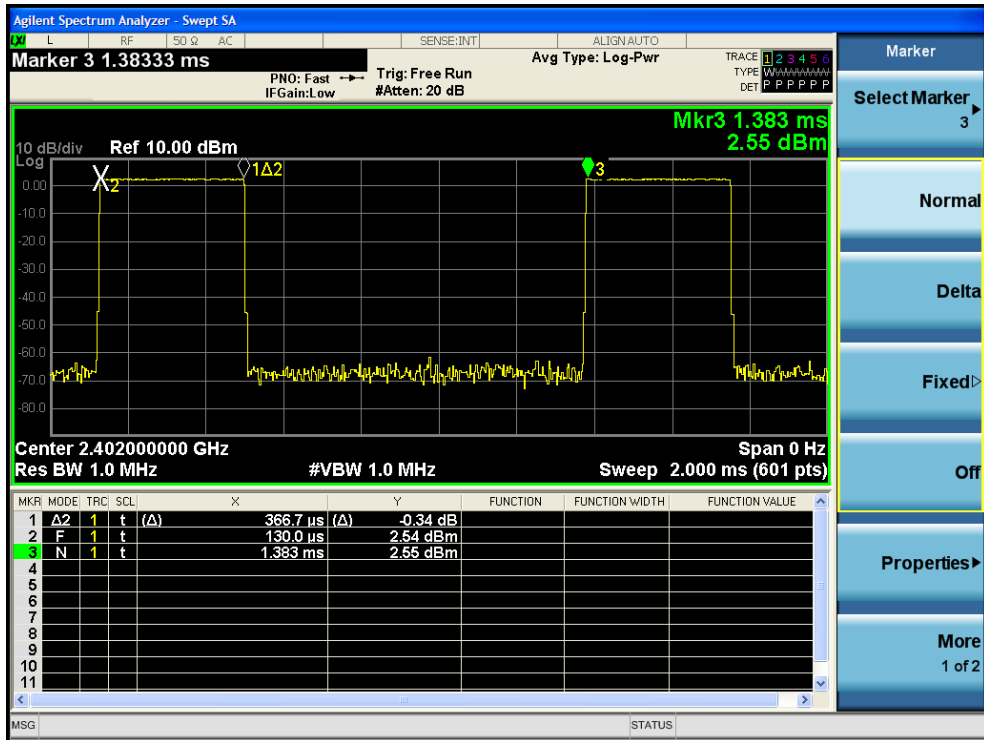 Agilent Spectrum Analyzer - Swept SA
LXI L RF 50 Ω AC SENSE:INT ALIGN AUTO
Marker 3 1.38333 ms
PNO: Fast
IFGain:Low
Trig: Free Run
#Atten: 20 dB
Avg Type: Log-Pwr
TRACE 1 2 3 4 5 6
TYPE WWWWWW
DET P P P P P P
Mkr3 1.383 ms
2.55 dBm
10 dB/div Ref 10.00 dBm
Log
0.00
-10.0
-20.0
-30.0
-40.0
-50.0
-60.0
-70.0
-80.0
X2
1Δ2
3
Center 2.402000000 GHz Span 0 Hz
Res BW 1.0 MHz #VBW 1.0 MHz Sweep 2.000 ms (601 pts)
MKR MODE TRC SCL X Y FUNCTION FUNCTION WIDTH FUNCTION VALUE
1 Δ2 1 t (Δ) 366.7 µs (Δ) -0.34 dB
2 F 1 t 130.0 µs 2.54 dBm
3 N 1 t 1.383 ms 2.55 dBm
4
5
6
7
8
9
10
11
MSG STATUS
Marker
Select Marker
3
Normal
Delta
Fixed
Off
Properties
More
1 of 2